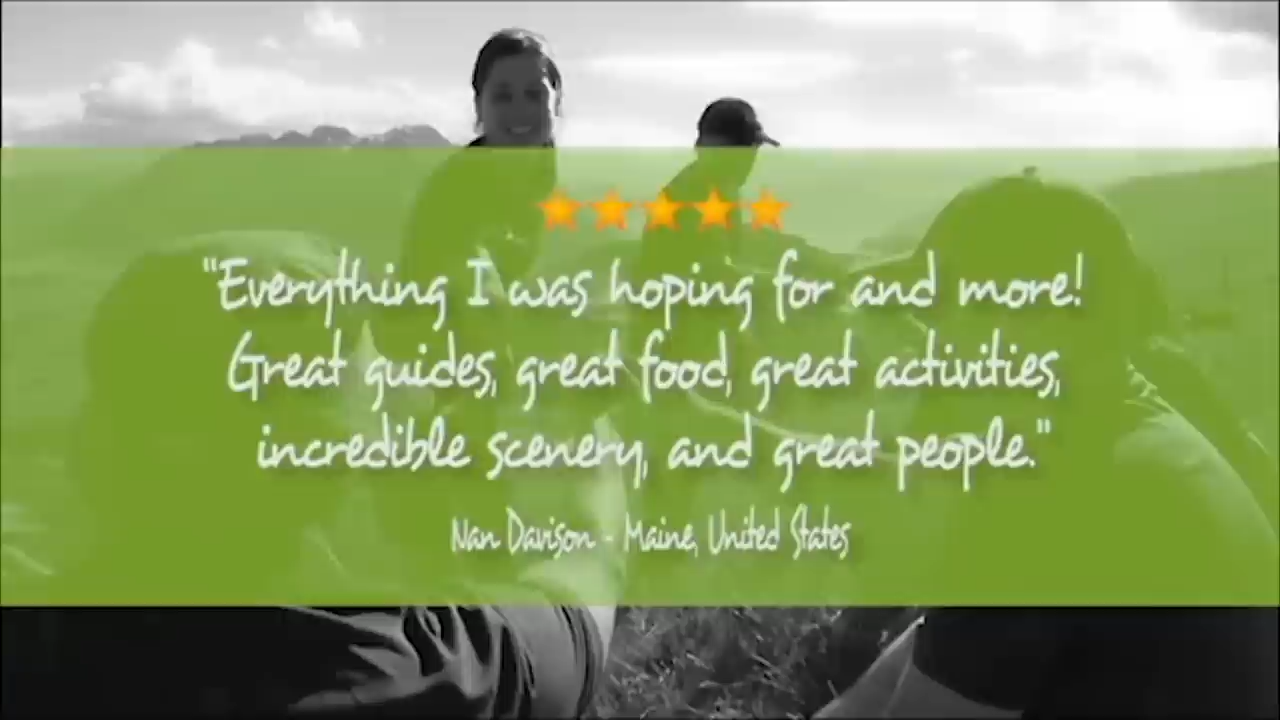 "Everything I was hoping for and more!
Great guides, great food, great activities,
incredible scenery, and great people."
Nan Davison - Maine, United States